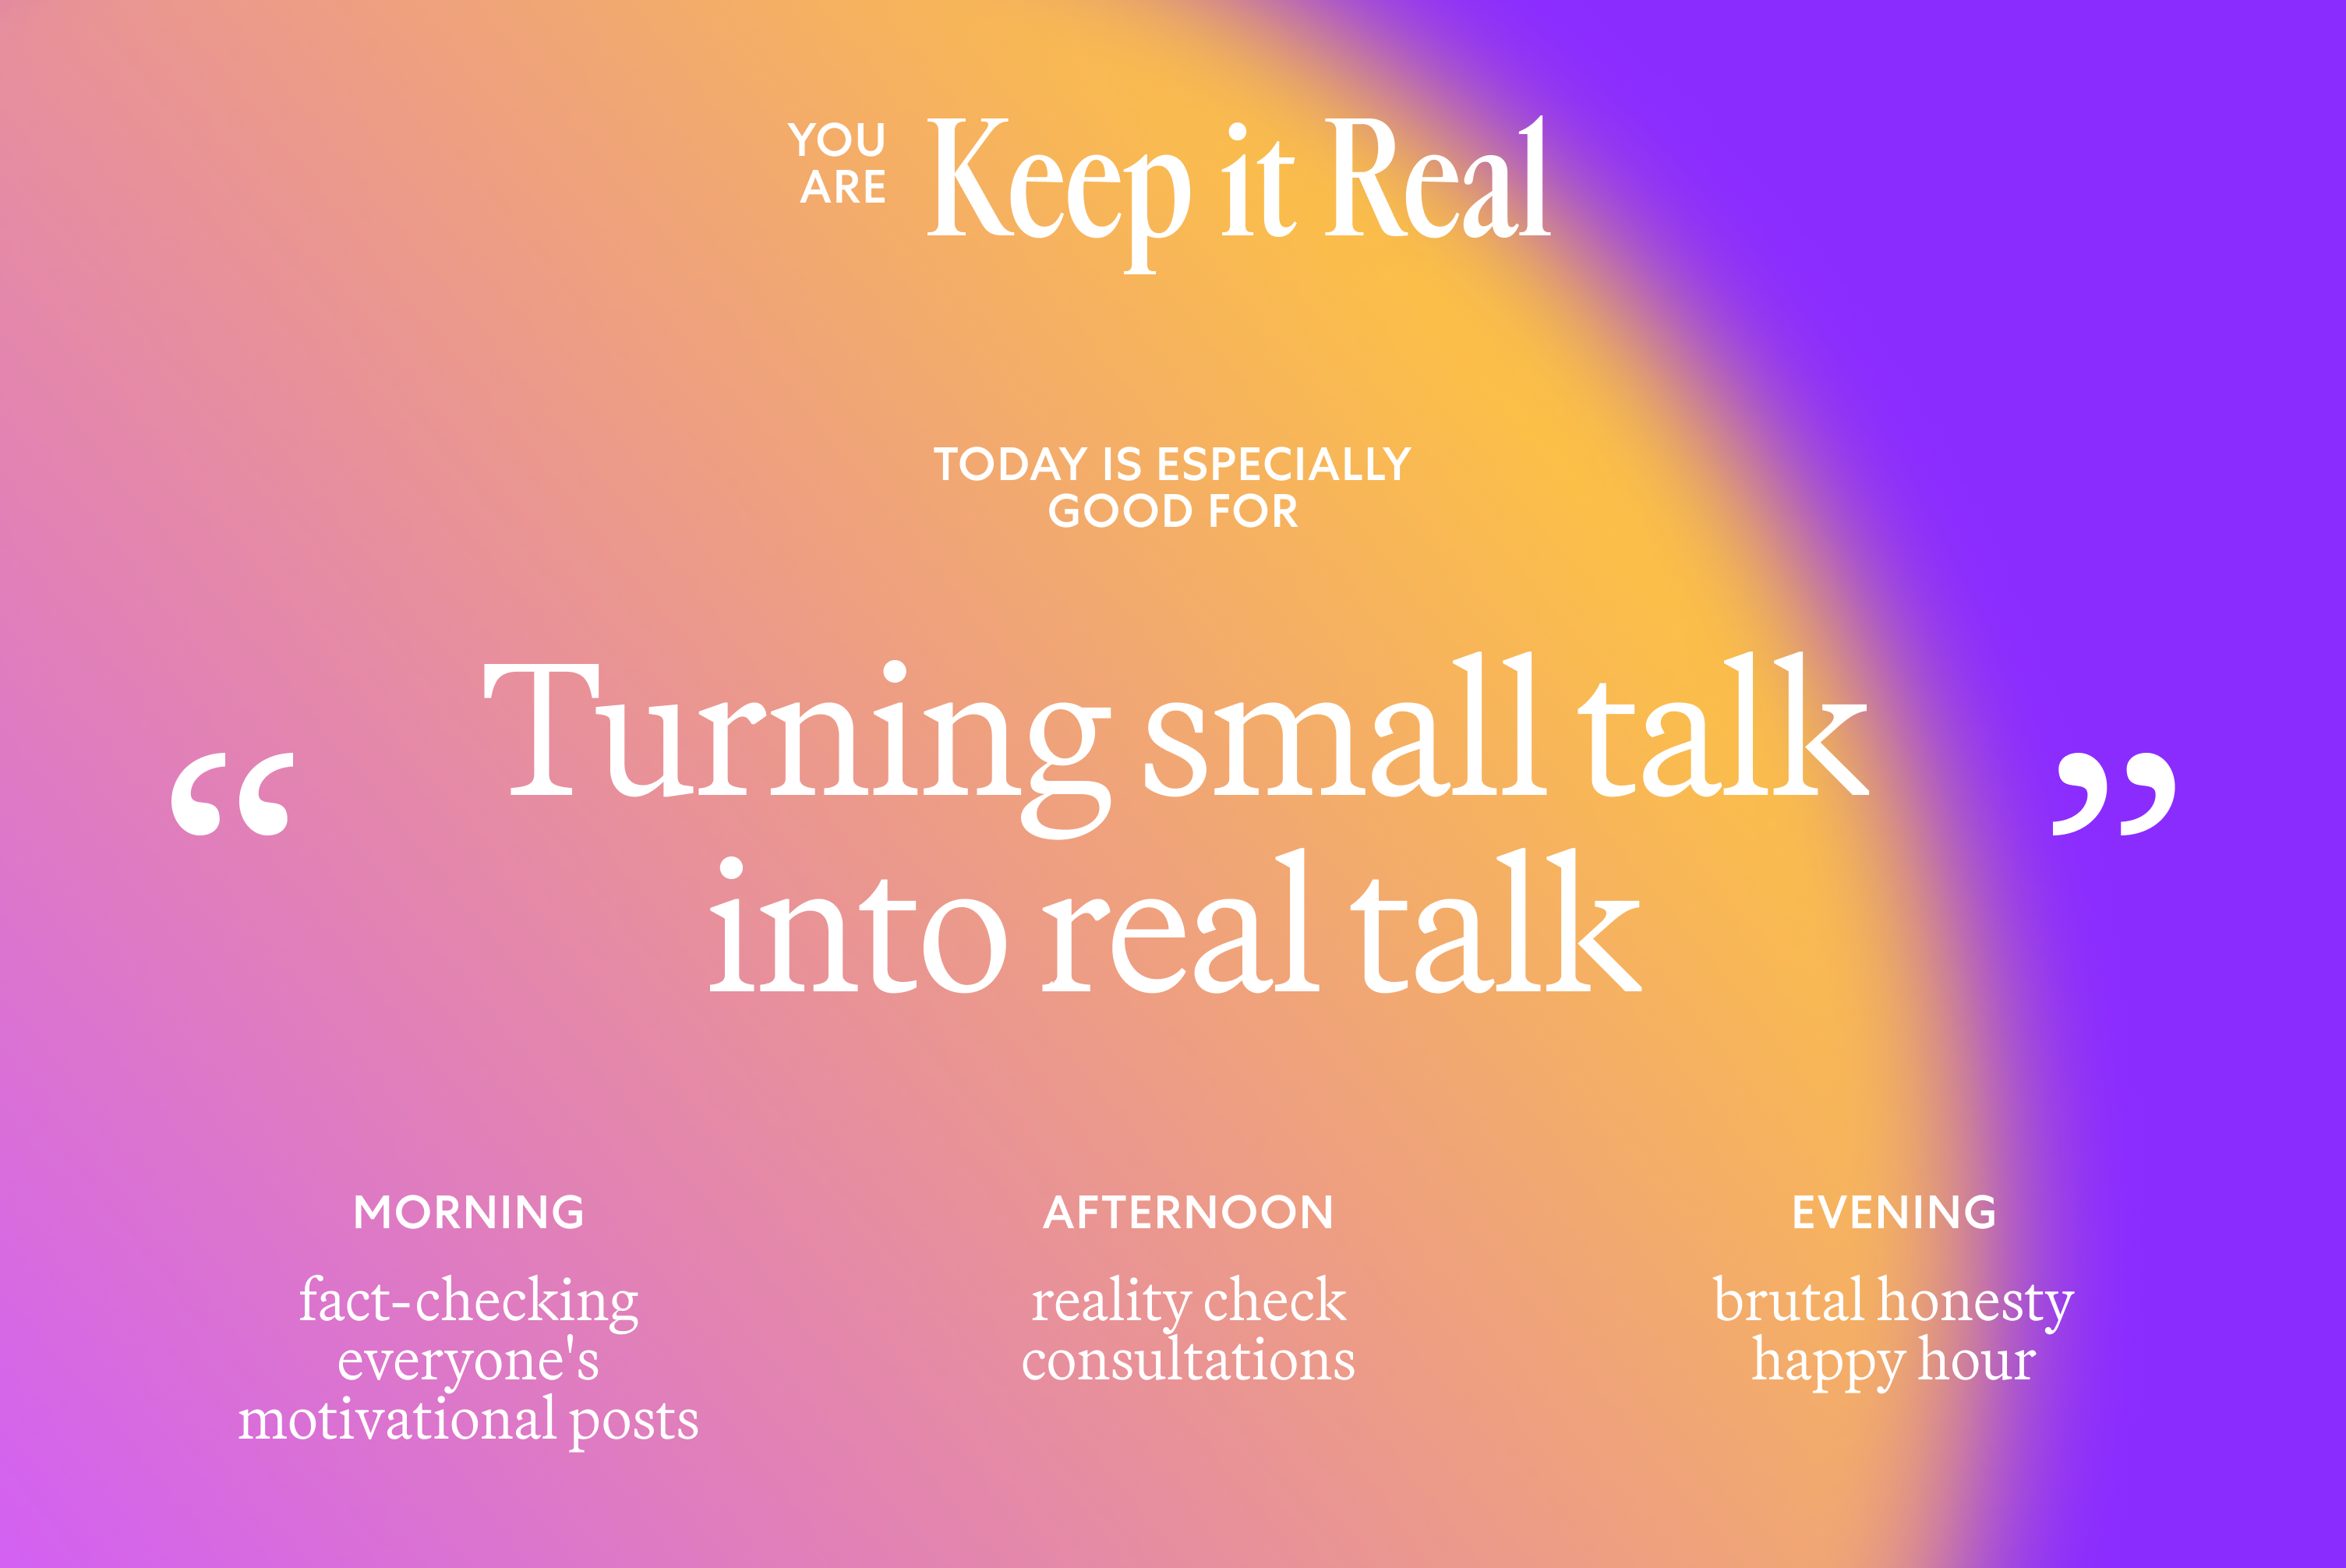 YOU
ARE
Keep it Real
TODAY IS ESPECIALLY
GOOD FOR
“Turning small talk
into real talk”
MORNING
fact-checking
everyone's
motivational posts
AFTERNOON
reality check
consultations
EVENING
brutal honesty
happy hour